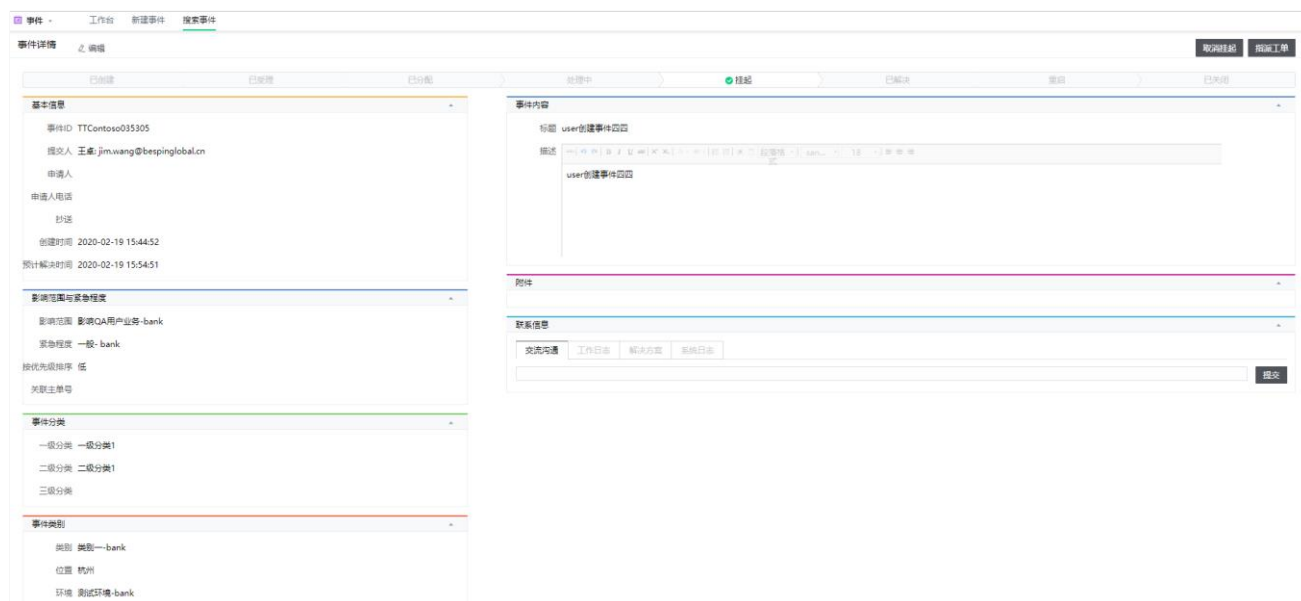 事件
工作台 新建事件 搜索事件
事件详情 编辑
取消挂起 指派工单
已创建 已受理 已分配 处理中 挂起 已解决 重启 已关闭
基本信息
事件ID TTContoso035305
提交人 王卓: jim.wang@bespinglobal.cn
申请人
申请人电话
抄送
创建时间 2020-02-19 15:44:52
预计解决时间 2020-02-19 15:54:51
影响范围与紧急程度
影响范围 影响QA用户业务-bank
紧急程度 一般- bank
按优先级排序 低
关联主单号
事件分类
一级分类 一级分类1
二级分类 二级分类1
三级分类
事件类别
类别 类别一-bank
位置 杭州
环境 测试环境-bank
事件内容
标题 user创建事件四四
描述
段落格式 san... 18
user创建事件四四
附件
联系信息
交流沟通 工作日志 解决方案 系统日志
提交